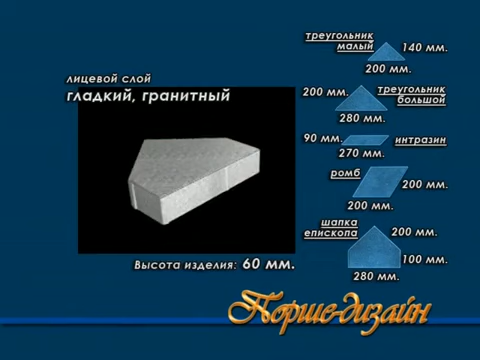 лицевой слой
гладкий, гранитный
Высота изделия: 60 мм.
треугольник
малый
140 мм.
200 мм.
200 мм.
треугольник
большой
280 мм.
90 мм.
интразин
270 мм.
ромб
200 мм.
200 мм.
шапка
епископа
200 мм.
100 мм.
280 мм.
Порше-дизайн